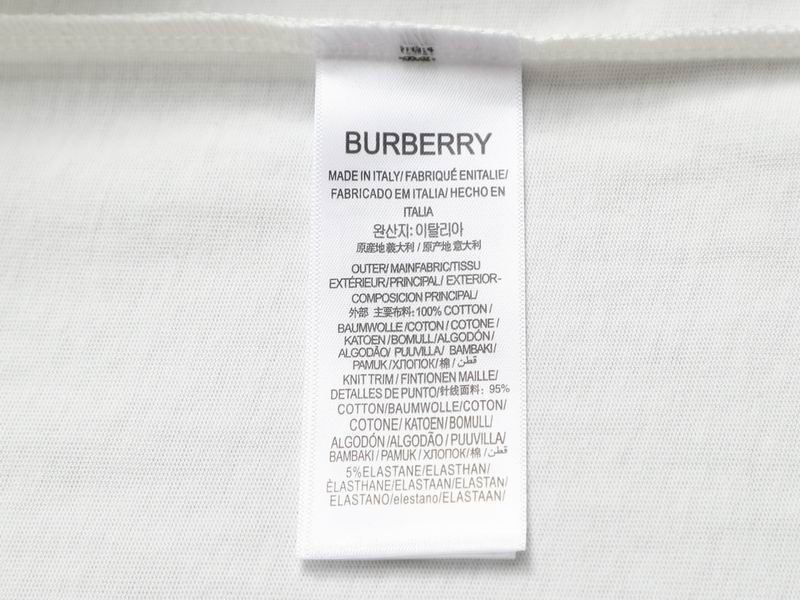 BURBERRY
MADE IN ITALY/ FABRIQUÉ ENITALIE/
FABRICADO EM ITALIA/ HECHO EN
ITALIA
완산지: 이탈리아
原産地義大利 / 原产地意大利
OUTER/ MAINFABRIC/TISSU
EXTÉRIEUR/PRINCIPAL/ EXTERIOR-
COMPOSICION PRINCIPAL/
外部 主要布料: 100% COTTON /
BAUMWOLLE /COTON / COTONE /
KATOEN / BOMULL/ALGODÓN/
ALGODÃO/ PUUVILLA/ BAMBAKI/
PAMUK /ХЛОПОК/棉/ قطن/
KNIT TRIM / FINTIONEN MAILLE/
DETALLES DE PUNTO/针线面料: 95%
COTTON/BAUMWOLLE/COTON/
COTONE/ KATOEN/ BOMULL/
ALGODÓN /ALGODÃO / PUUVILLA/
BAMBAKI / PAMUK / ХЛОПОК/棉 /قطن/
5%ELASTANE/ELASTHAN/
ÉLASTHANE/ELASTAAN/ELASTAN/
ELASTANO/elestano/ELASTAAN/